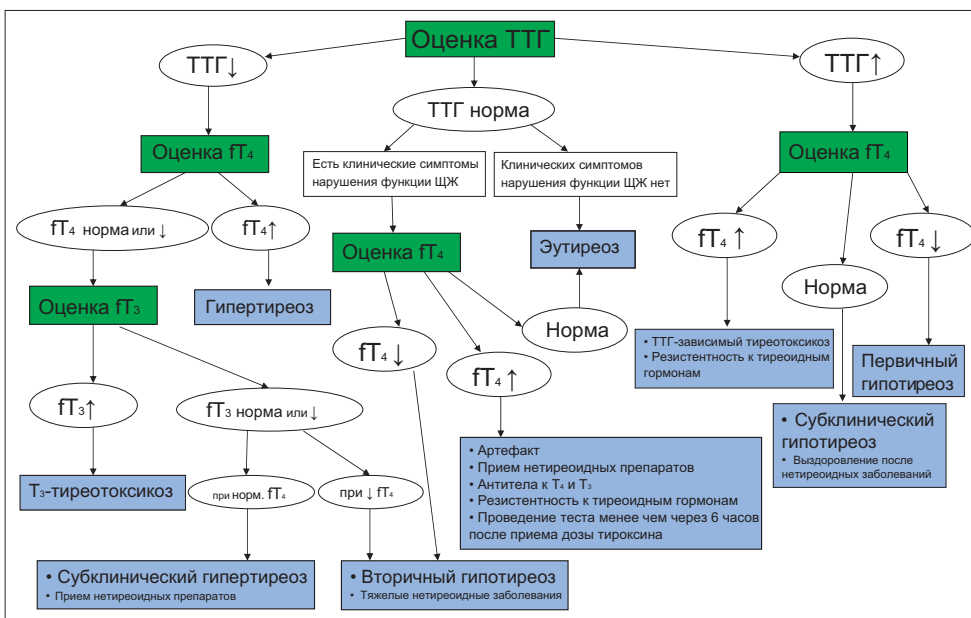 Оценка ТТГ
ТТГ↓
ТТГ норма
ТТГ↑
Оценка fT₄
Есть клинические симптомы
нарушения функции ЩЖ
Клинических симптомов
нарушения функции ЩЖ нет
Оценка fT₄
fT₄ норма или ↓
fT₄↑
Оценка fT₄
Эутиреоз
fT₄ ↑
Норма
fT₄ ↓
Оценка fT₃
Гипертиреоз
fT₄ ↓
fT₄ ↑
Норма
• ТТГ-зависимый тиреотоксикоз
• Резистентность к тиреоидным
гормонам
Первичный
гипотиреоз
fT₃↑
fT₃ норма или ↓
• Субклинический
гипотиреоз
• Выздоровление после
нетиреоидных заболеваний
Т₃-тиреотоксикоз
при норм. fT₄
при ↓ fT₄
• Артефакт
• Прием нетиреоидных препаратов
• Антитела к Т₄ и Т₃
• Резистентность к тиреоидным гормонам
• Проведение теста менее чем через 6 часов
после приема дозы тироксина
• Субклинический гипертиреоз
• Прием нетиреоидных препаратов
• Вторичный гипотиреоз
• Тяжелые нетиреоидные заболевания